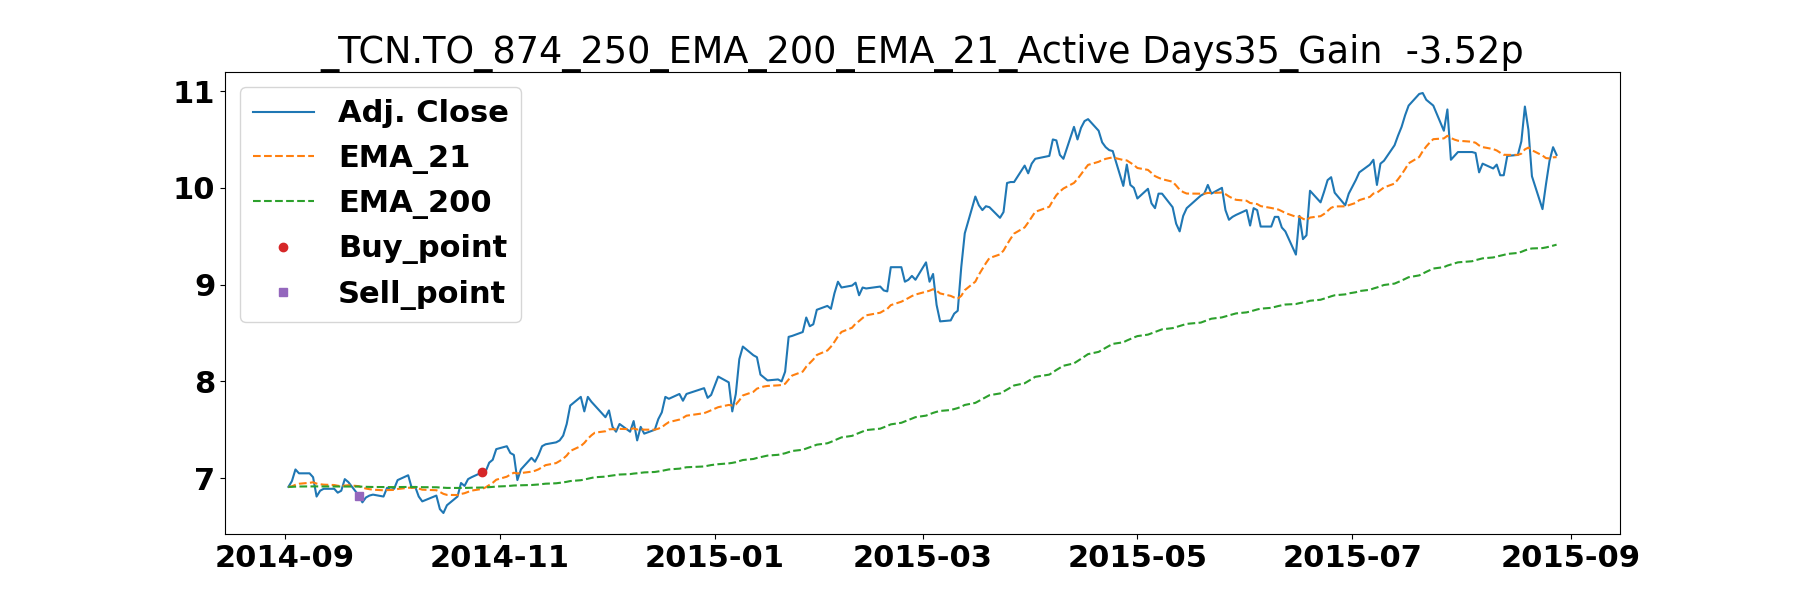 _TCN.TO_874_250_EMA_200_EMA_21_Active Days35_Gain  -3.52p
11
10
9
8
7
Adj. Close
EMA_21
EMA_200
Buy_point
Sell_point
2014-09
2014-11
2015-01
2015-03
2015-05
2015-07
2015-09